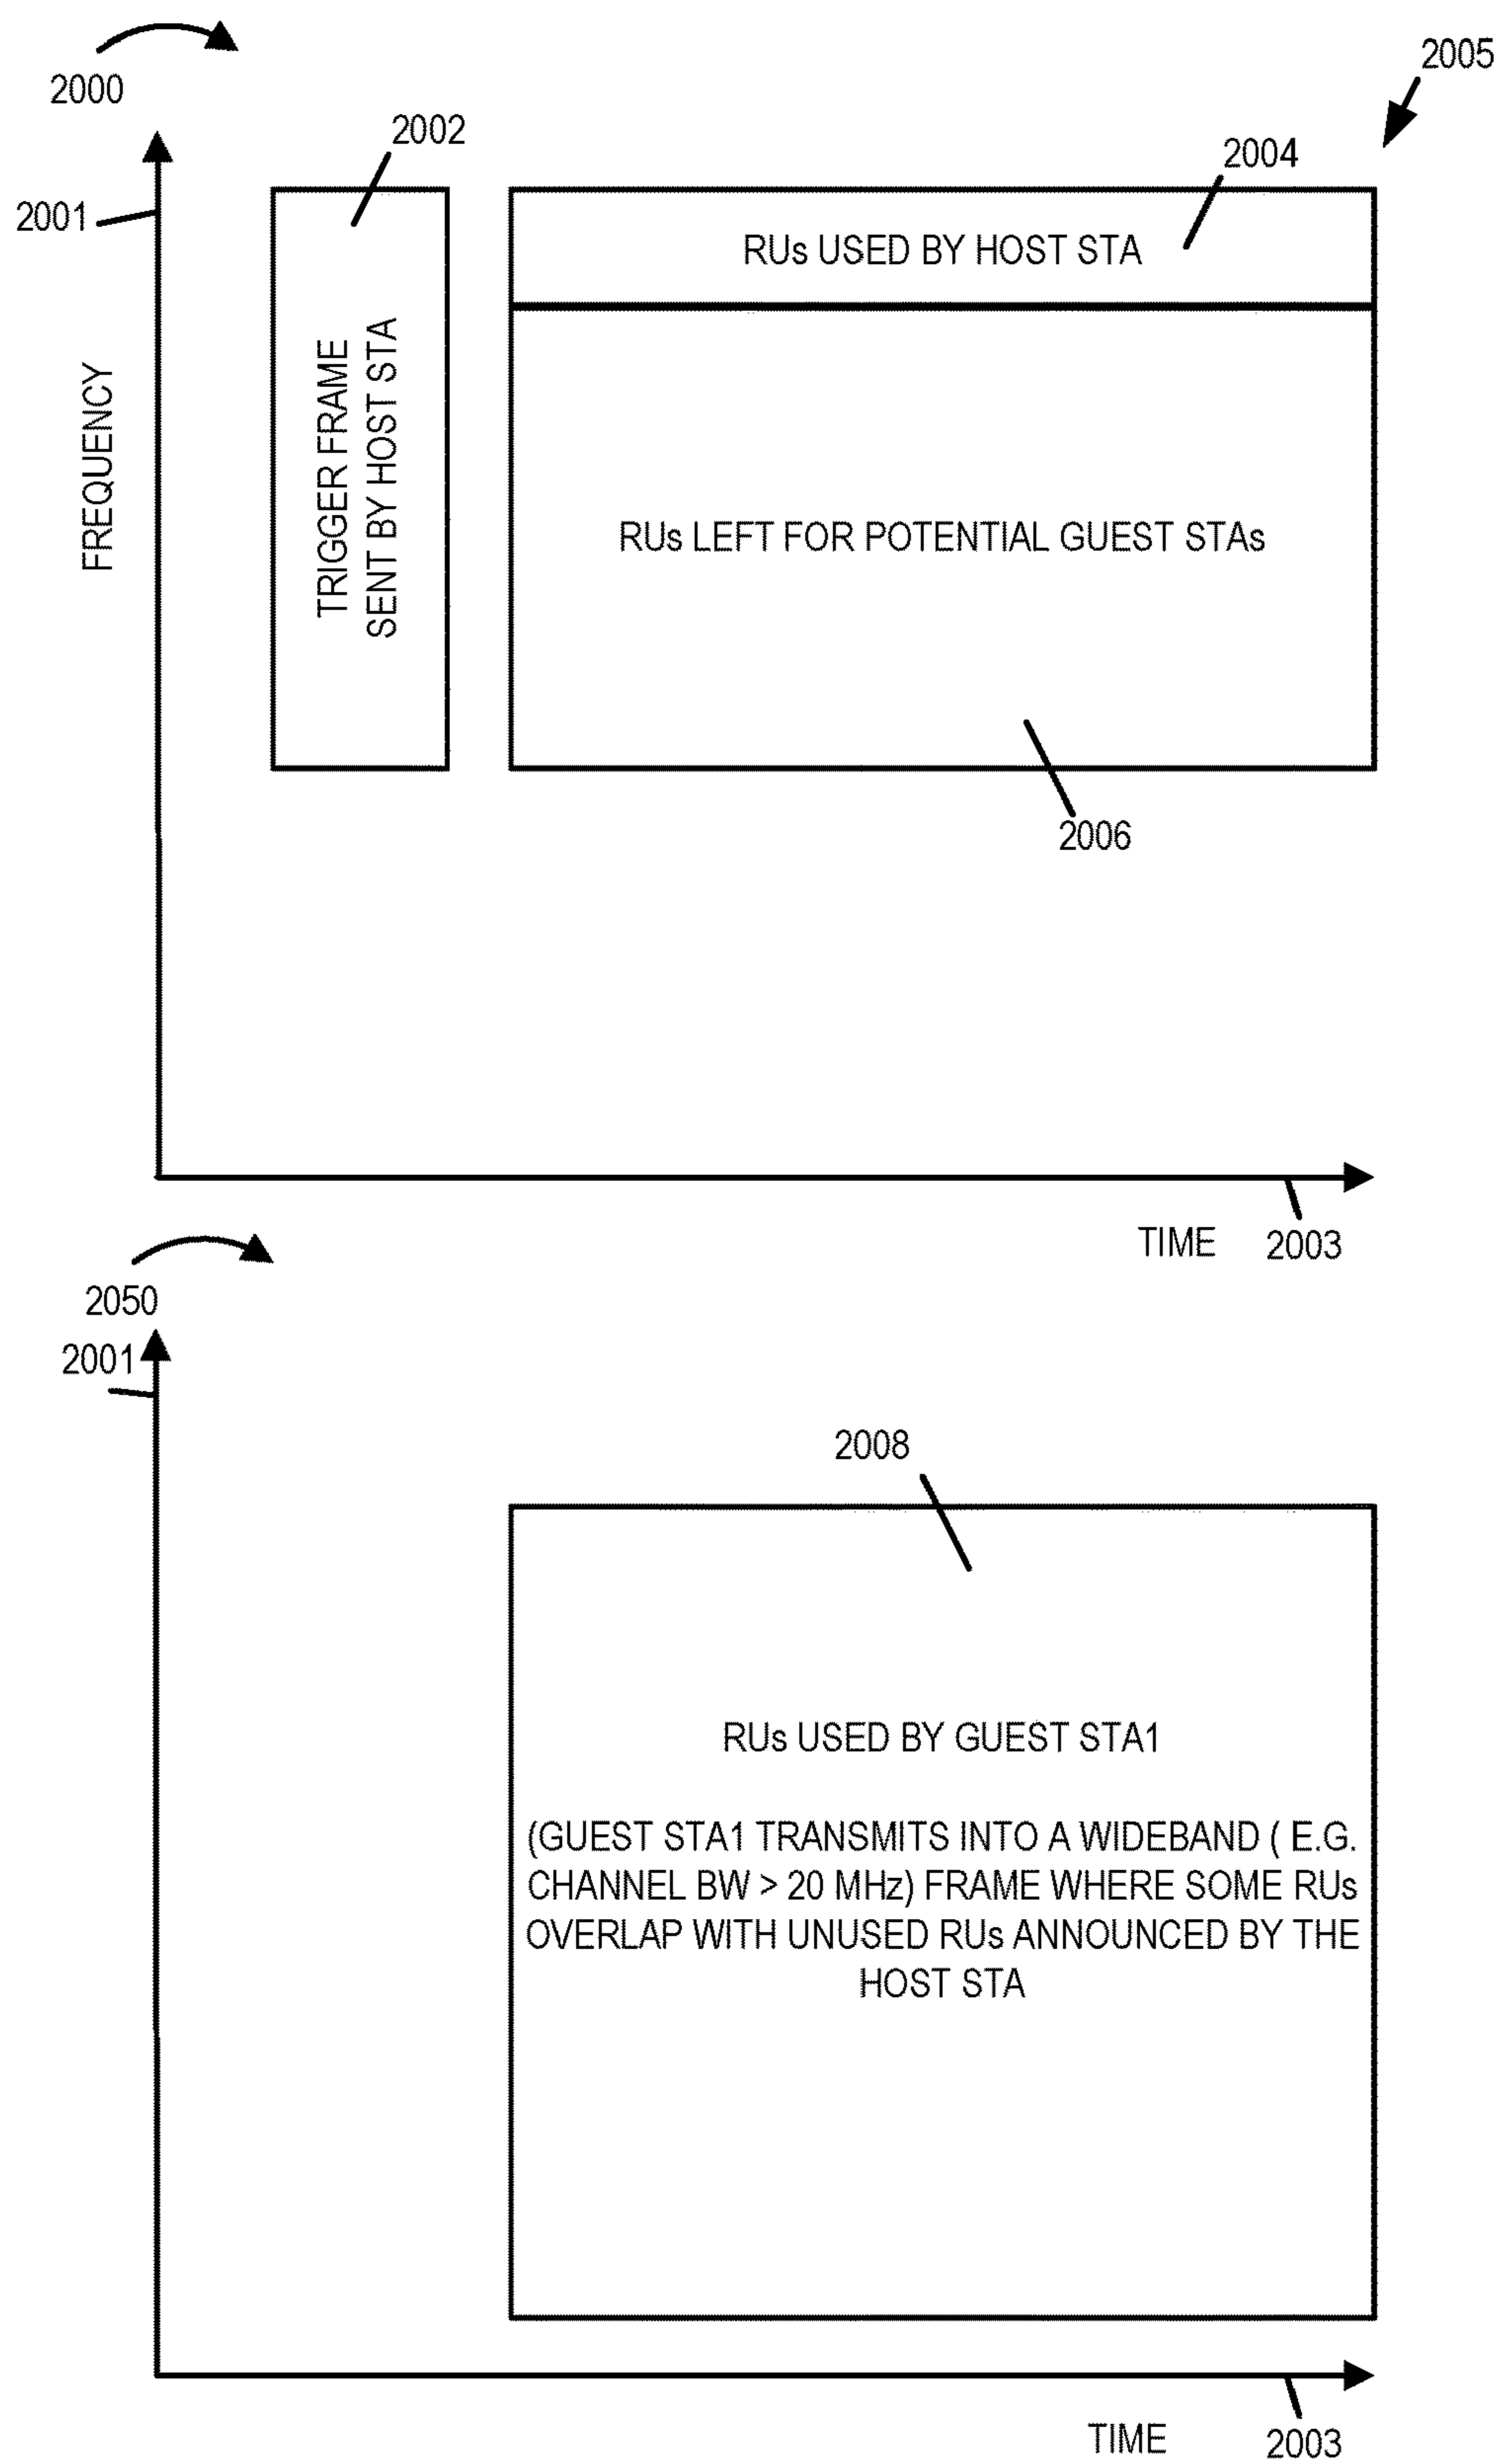 2000
2005
2002
2004
2001
RUs USED BY HOST STA
FREQUENCY
TRIGGER FRAME
SENT BY HOST STA
RUs LEFT FOR POTENTIAL GUEST STAs
2006
TIME
2003
2050
2001
2008
RUs USED BY GUEST STA1
(GUEST STA1 TRANSMITS INTO A WIDEBAND ( E.G.
CHANNEL BW > 20 MHz) FRAME WHERE SOME RUs
OVERLAP WITH UNUSED RUs ANNOUNCED BY THE
HOST STA
TIME
2003